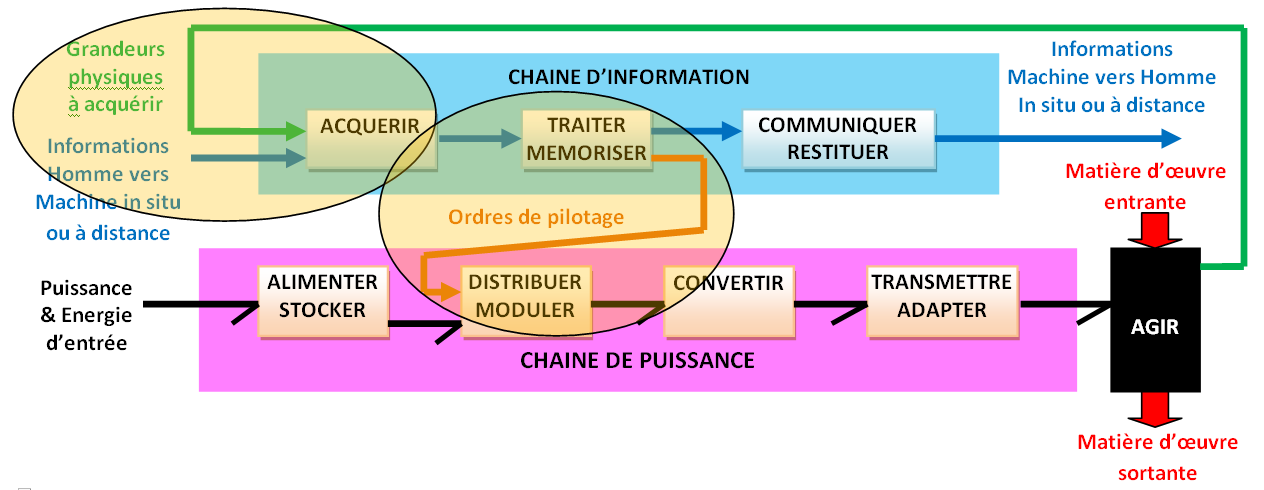 Grandeurs
physiques
à acquérir
Informations
Homme vers
Machine in situ
ou à distance
CHAINE D’INFORMATION
ACQUERIR
TRAITER
MEMORISER
COMMUNIQUER
RESTITUER
Informations
Machine vers Homme
In situ ou à distance
Matière d’œuvre
entrante
Ordres de pilotage
Puissance
& Energie
d’entrée
ALIMENTER
STOCKER
DISTRIBUER
MODULER
CONVERTIR
TRANSMETTRE
ADAPTER
AGIR
CHAINE DE PUISSANCE
Matière d’œuvre
sortante